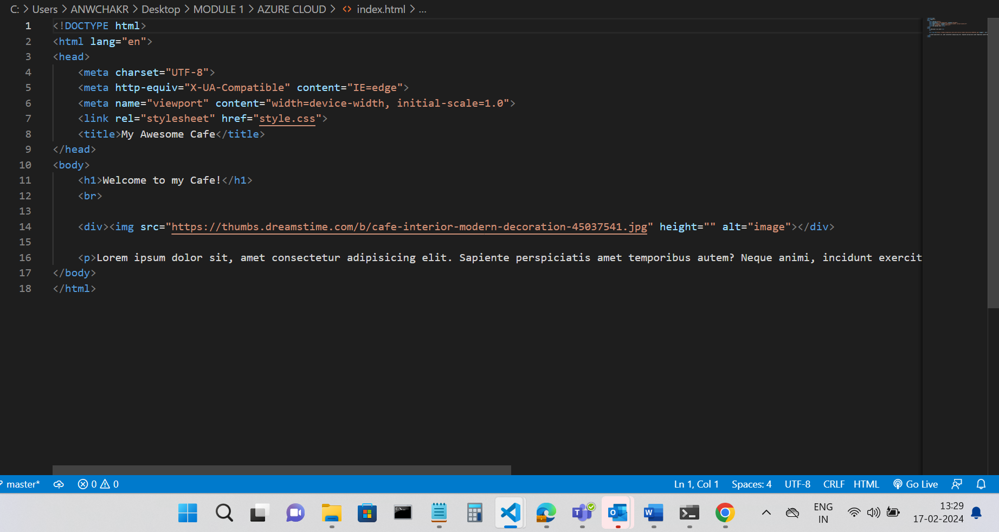 C: > Users > ANWCHAKR > Desktop > MODULE 1 > AZURE CLOUD > <> index.html > ...
1 <!DOCTYPE html>
2 <html lang="en">
3 <head>
4 <meta charset="UTF-8">
5 <meta http-equiv="X-UA-Compatible" content="IE=edge">
6 <meta name="viewport" content="width=device-width, initial-scale=1.0">
7 <link rel="stylesheet" href="style.css">
8 <title>My Awesome Cafe</title>
9 </head>
10 <body>
11 <h1>Welcome to my Cafe!</h1>
12 <br>
13
14 <div><img src="https://thumbs.dreamstime.com/b/cafe-interior-modern-decoration-45037541.jpg" height="" alt="image"></div>
15
16 <p>Lorem ipsum dolor sit, amet consectetur adipisicing elit. Sapiente perspiciatis amet temporibus autem? Neque animi, incidunt exercit
17 </body>
18 </html>
master* 0 0 Ln 1, Col 1 Spaces: 4 UTF-8 CRLF HTML Go Live
ENG 13:29
IN 17-02-2024